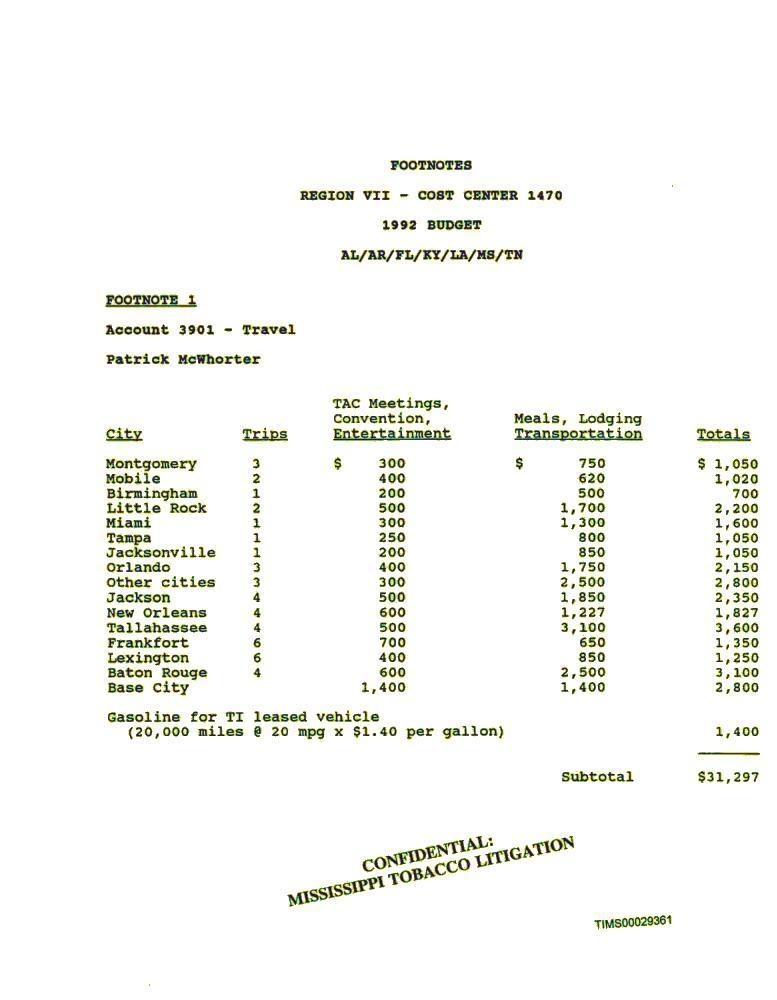 FOOTNOTES
REGION VII - COST CENTER 1470
1992 BUDGET
AL/AR/FL/KY/LA/MS/TN
FOOTNOTE 1
Account 3901 - Travel
Patrick McWhorter
TAC Meetings,
Convention, Meals, Lodging
City Trips Entertainment Transportation Totals
Montgomery 3 $ 300 $ 750 $ 1,050
Mobile 2 400 620 1,020
Birmingham 1 200 500 700
Little Rock 2 500 1,700 2,200
Miami 1 300 1,300 1,600
Tampa 1 250 800 1,050
Jacksonville 1 200 850 1,050
Orlando 3 400 1,750 2,150
Other cities 3 300 2,500 2,800
Jackson 4 500 1,850 2,350
New Orleans 4 600 1,227 1,827
Tallahassee 4 500 3,100 3,600
Frankfort 6 700 650 1,350
Lexington 6 400 850 1,250
Baton Rouge 4 600 2,500 3,100
Base City 1,400 1,400 2,800
Gasoline for TI leased vehicle
(20,000 miles @ 20 mpg x $1.40 per gallon) 1,400
Subtotal $31,297
CONFIDENTIAL:
MISSISSIPPI TOBACCO LITIGATION
TIMS00029361